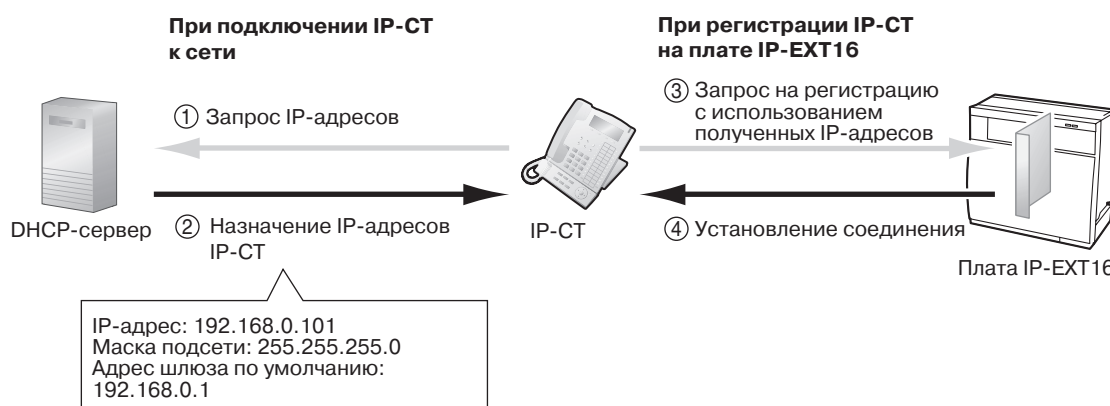 При подключении IP-CT
к сети
При регистрации IP-CT
на плате IP-EXT16
① Запрос IP-адресов
③ Запрос на регистрацию
с использованием
полученных IP-адресов
DHCP-сервер
② Назначение IP-адресов
IP-CT
IP-CT
④ Установление соединения
Плата IP-EXT16
IP-адрес: 192.168.0.101
Маска подсети: 255.255.255.0
Адрес шлюза по умолчанию:
192.168.0.1